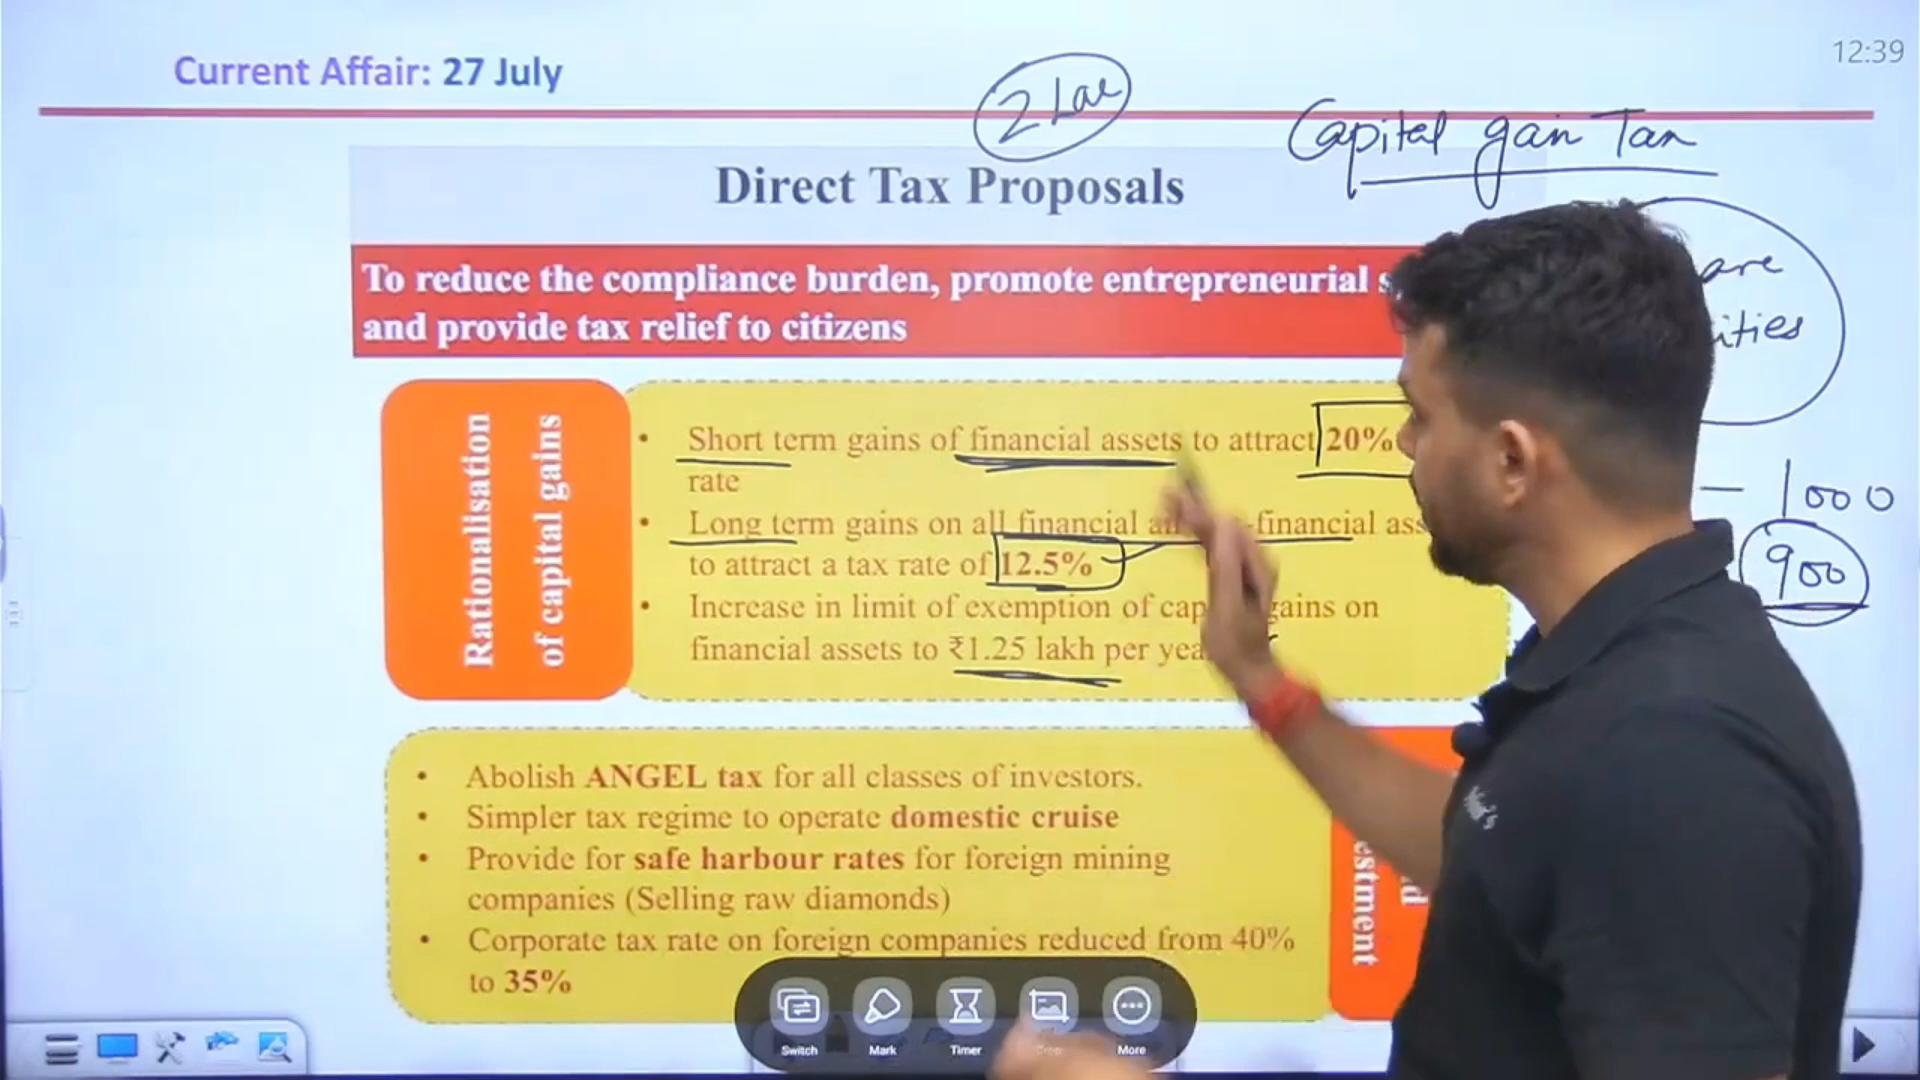 12:39
Current Affair: 27 July
2 Lac
Capital gain Tax
Direct Tax Proposals
To reduce the compliance burden, promote entrepreneurial
and provide tax relief to citizens
Rationalisation
of capital gains
• Short term gains of financial assets to attract 20%
rate
• Long term gains on all financial -financial
to attract a tax rate of 12.5%
• Increase in limit of exemption of gains on
financial assets to ₹1.25 lakh per
— 1000
900
• Abolish ANGEL tax for all classes of investors.
• Simpler tax regime to operate domestic cruise
• Provide for safe harbour rates for foreign mining
companies (Selling raw diamonds)
• Corporate tax rate on foreign companies reduced from 40%
to 35%
Switch
Mark
Timer
More